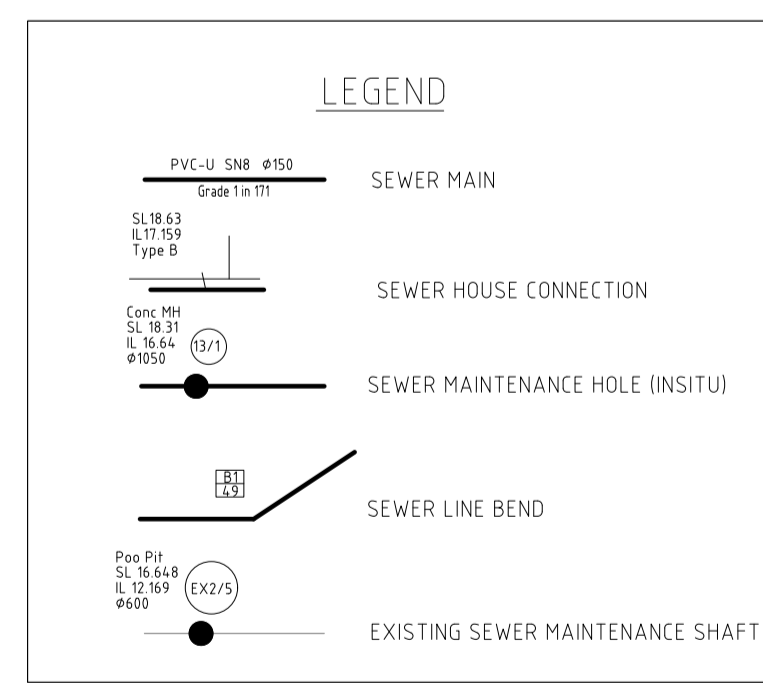 LEGEND
PVC-U SN8 Ø150
Grade 1 in 171
SEWER MAIN
SL18.63
IL17.159
Type B
SEWER HOUSE CONNECTION
Conc MH
SL 18.31
IL 16.64
Ø1050
13/1
SEWER MAINTENANCE HOLE (INSITU)
B1
49
SEWER LINE BEND
Poo Pit
SL 16.648
IL 12.169
Ø600
EX2/5
EXISTING SEWER MAINTENANCE SHAFT